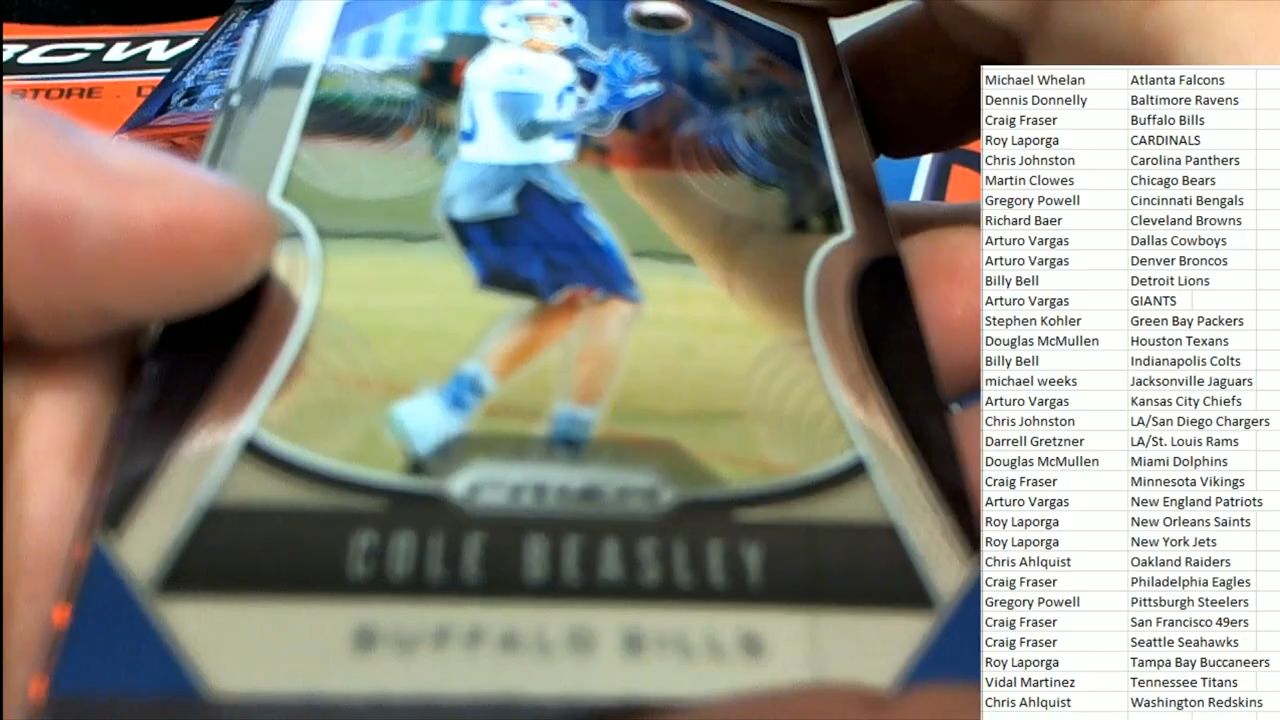 BCW
STORE . D
PRIZM
COLE BEASLEY
BUFFALO BILLS
Michael Whelan Atlanta Falcons
Dennis Donnelly Baltimore Ravens
Craig Fraser Buffalo Bills
Roy Laporga CARDINALS
Chris Johnston Carolina Panthers
Martin Clowes Chicago Bears
Gregory Powell Cincinnati Bengals
Richard Baer Cleveland Browns
Arturo Vargas Dallas Cowboys
Arturo Vargas Denver Broncos
Billy Bell Detroit Lions
Arturo Vargas GIANTS
Stephen Kohler Green Bay Packers
Douglas McMullen Houston Texans
Billy Bell Indianapolis Colts
michael weeks Jacksonville Jaguars
Arturo Vargas Kansas City Chiefs
Chris Johnston LA/San Diego Chargers
Darrell Gretzner LA/St. Louis Rams
Douglas McMullen Miami Dolphins
Craig Fraser Minnesota Vikings
Arturo Vargas New England Patriots
Roy Laporga New Orleans Saints
Roy Laporga New York Jets
Chris Ahlquist Oakland Raiders
Craig Fraser Philadelphia Eagles
Gregory Powell Pittsburgh Steelers
Craig Fraser San Francisco 49ers
Craig Fraser Seattle Seahawks
Roy Laporga Tampa Bay Buccaneers
Vidal Martinez Tennessee Titans
Chris Ahlquist Washington Redskins